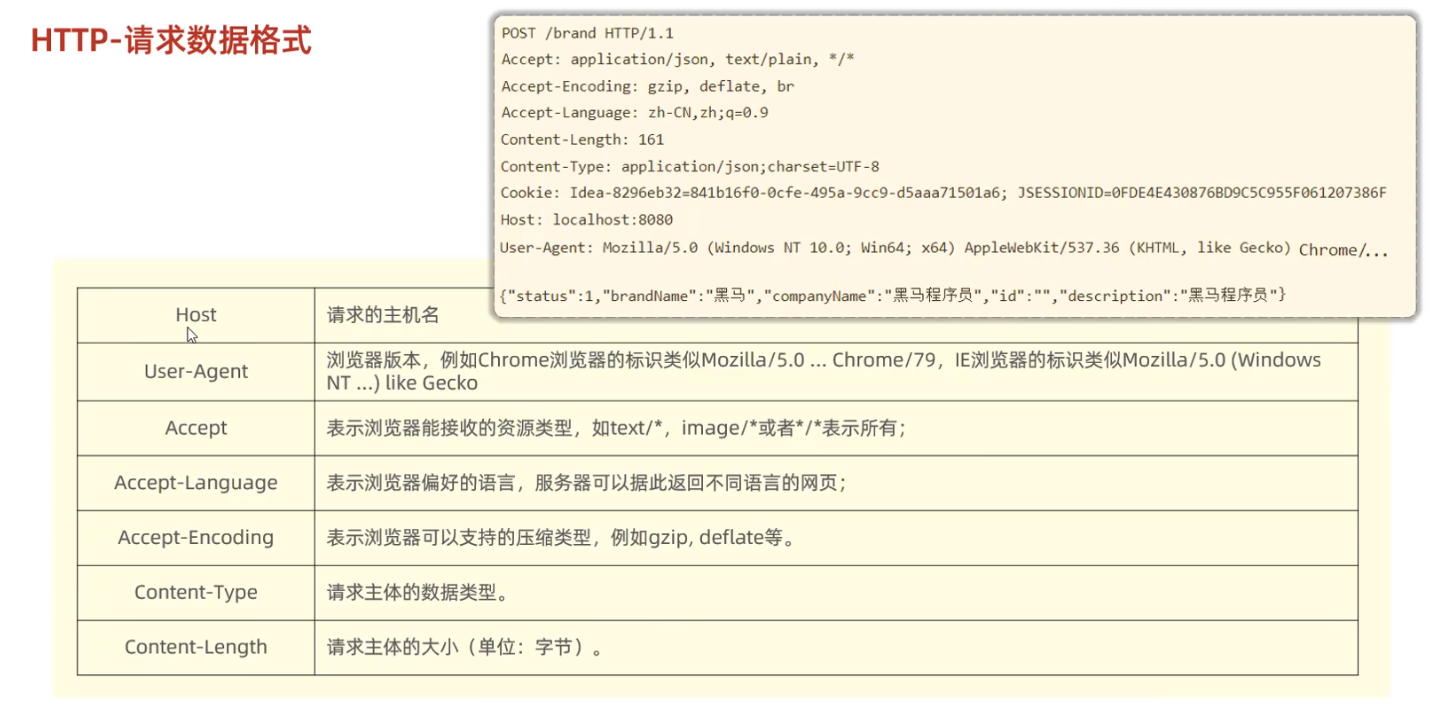 HTTP-请求数据格式
POST /brand HTTP/1.1
Accept: application/json, text/plain, */*
Accept-Encoding: gzip, deflate, br
Accept-Language: zh-CN,zh;q=0.9
Content-Length: 161
Content-Type: application/json;charset=UTF-8
Cookie: Idea-8296eb32=841b16f0-0cfe-495a-9cc9-d5aaa71501a6; JSESSIONID=0FDE4E430876BD9C5C955F061207386F
Host: localhost:8080
User-Agent: Mozilla/5.0 (Windows NT 10.0; Win64; x64) AppleWebKit/537.36 (KHTML, like Gecko) Chrome/...
{"status":1,"brandName":"黑马","companyName":"黑马程序员","id":"","description":"黑马程序员"}
Host 请求的主机名
User-Agent 浏览器版本，例如Chrome浏览器的标识类似Mozilla/5.0 ... Chrome/79，IE浏览器的标识类似Mozilla/5.0 (Windows
NT ...) like Gecko
Accept 表示浏览器能接收的资源类型，如text/*，image/*或者*/*表示所有；
Accept-Language 表示浏览器偏好的语言，服务器可以据此返回不同语言的网页；
Accept-Encoding 表示浏览器可以支持的压缩类型，例如gzip, deflate等。
Content-Type 请求主体的数据类型。
Content-Length 请求主体的大小（单位：字节）。